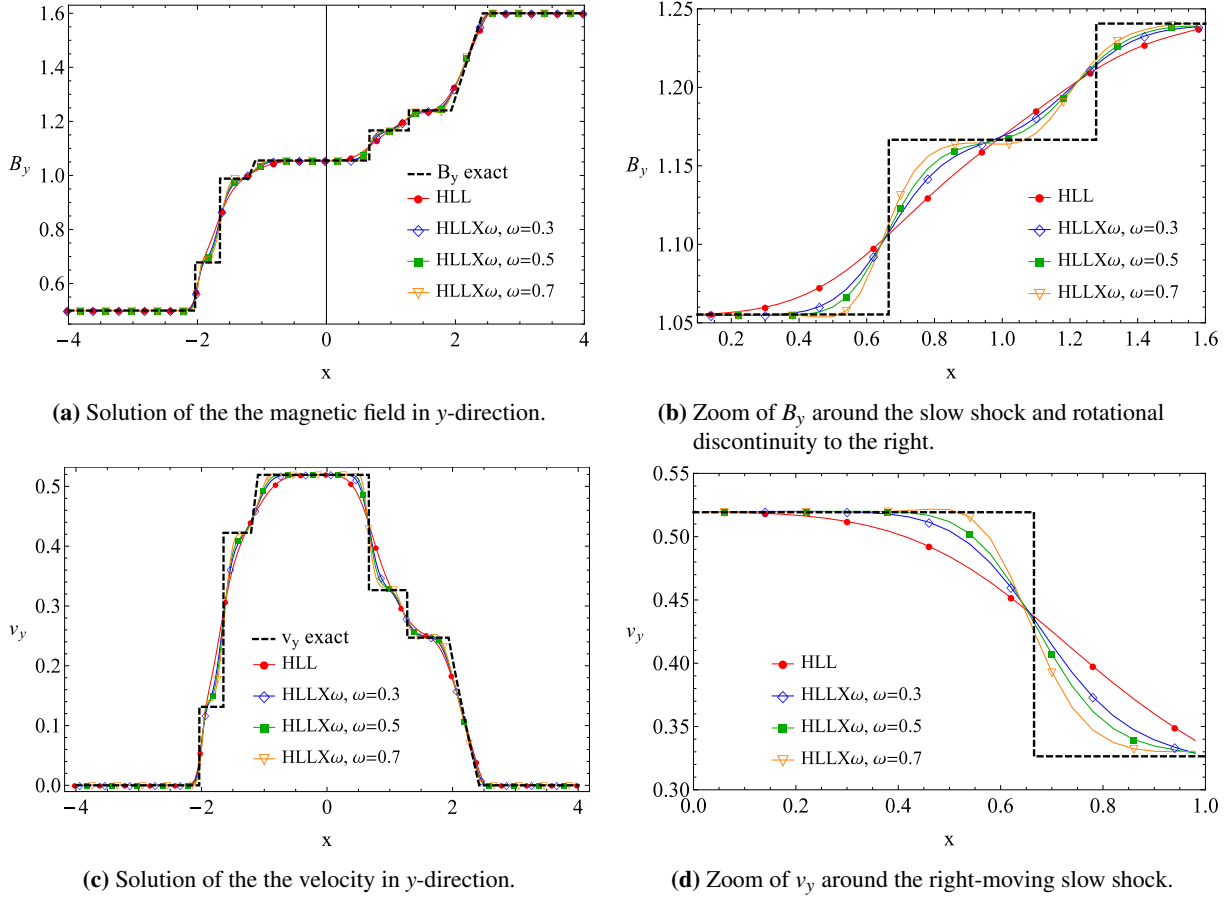 1.6
1.4
1.2
B_y
1.0
0.8
0.6
−4
−2
0
2
4
x
B_y exact
HLL
HLLXω, ω=0.3
HLLXω, ω=0.5
HLLXω, ω=0.7
(a) Solution of the the magnetic field in y-direction.
1.25
1.20
B_y
1.15
1.10
1.05
0.2
0.4
0.6
0.8
1.0
1.2
1.4
1.6
x
HLL
HLLXω, ω=0.3
HLLXω, ω=0.5
HLLXω, ω=0.7
(b) Zoom of B_y around the slow shock and rotational
discontinuity to the right.
0.5
0.4
0.3
v_y
0.2
0.1
0.0
−4
−2
0
2
4
x
v_y exact
HLL
HLLXω, ω=0.3
HLLXω, ω=0.5
HLLXω, ω=0.7
(c) Solution of the the velocity in y-direction.
0.55
0.50
0.45
v_y
0.40
0.35
0.30
0.0
0.2
0.4
0.6
0.8
1.0
x
HLL
HLLXω, ω=0.3
HLLXω, ω=0.5
HLLXω, ω=0.7
(d) Zoom of v_y around the right-moving slow shock.